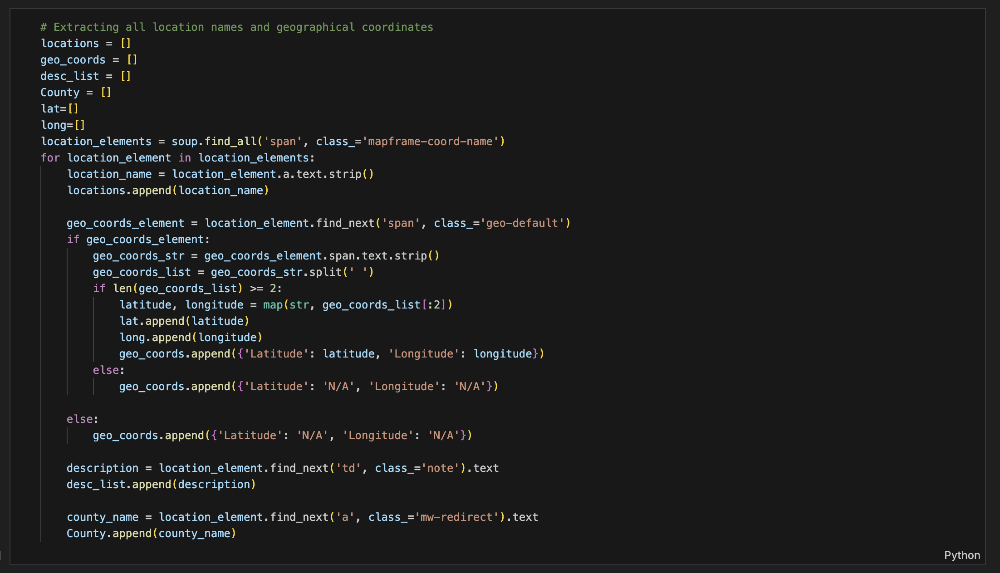 # Extracting all location names and geographical coordinates
locations = []
geo_coords = []
desc_list = []
County = []
lat=[]
long=[]
location_elements = soup.find_all('span', class_='mapframe-coord-name')
for location_element in location_elements:
    location_name = location_element.a.text.strip()
    locations.append(location_name)

    geo_coords_element = location_element.find_next('span', class_='geo-default')
    if geo_coords_element:
        geo_coords_str = geo_coords_element.span.text.strip()
        geo_coords_list = geo_coords_str.split(' ')
        if len(geo_coords_list) >= 2:
            latitude, longitude = map(str, geo_coords_list[:2])
            lat.append(latitude)
            long.append(longitude)
            geo_coords.append({'Latitude': latitude, 'Longitude': longitude})
        else:
            geo_coords.append({'Latitude': 'N/A', 'Longitude': 'N/A'})

    else:
        geo_coords.append({'Latitude': 'N/A', 'Longitude': 'N/A'})

    description = location_element.find_next('td', class_='note').text
    desc_list.append(description)

    county_name = location_element.find_next('a', class_='mw-redirect').text
    County.append(county_name)
Python